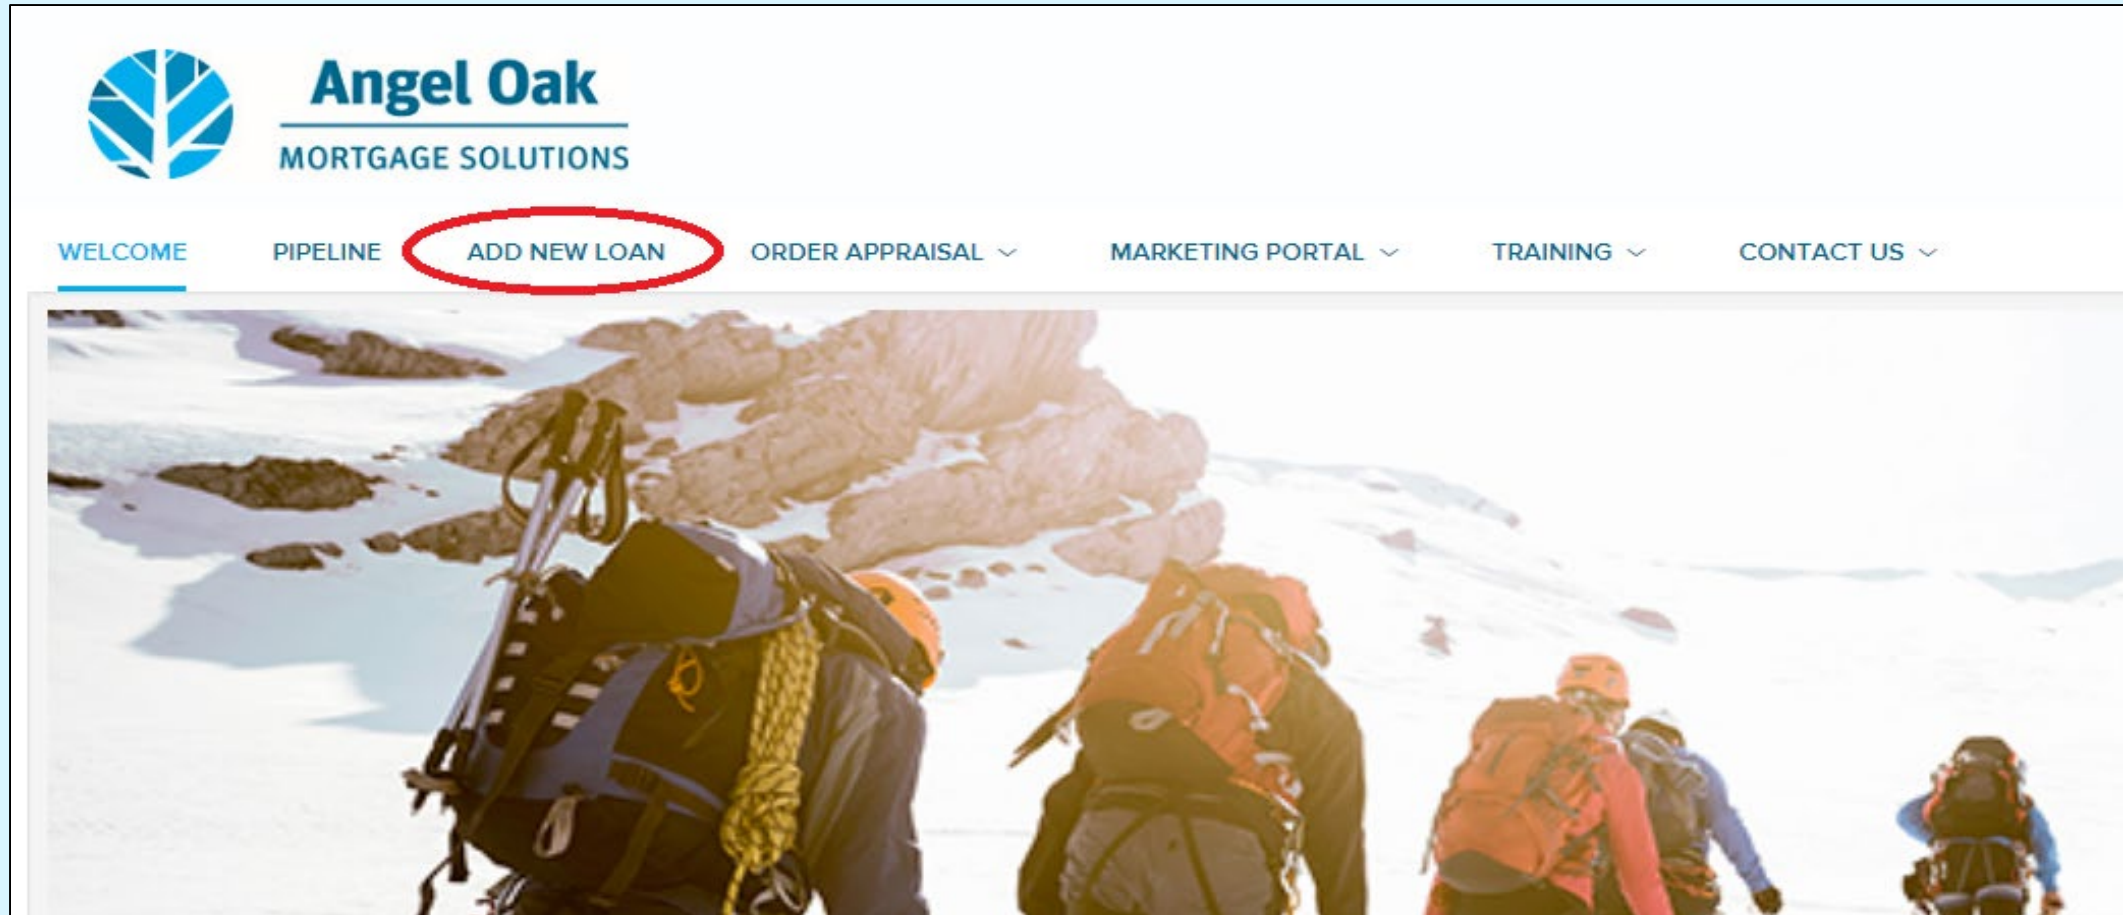 Angel Oak
MORTGAGE SOLUTIONS
WELCOME PIPELINE ADD NEW LOAN ORDER APPRAISAL MARKETING PORTAL TRAINING CONTACT US